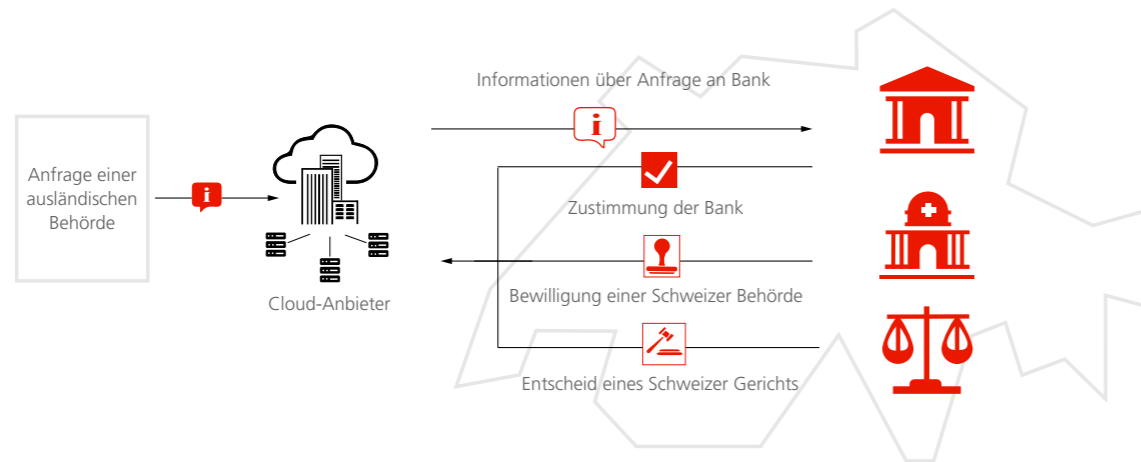 Anfrage einer
ausländischen
Behörde
Cloud-Anbieter
Informationen über Anfrage an Bank
Zustimmung der Bank
Bewilligung einer Schweizer Behörde
Entscheid eines Schweizer Gerichts